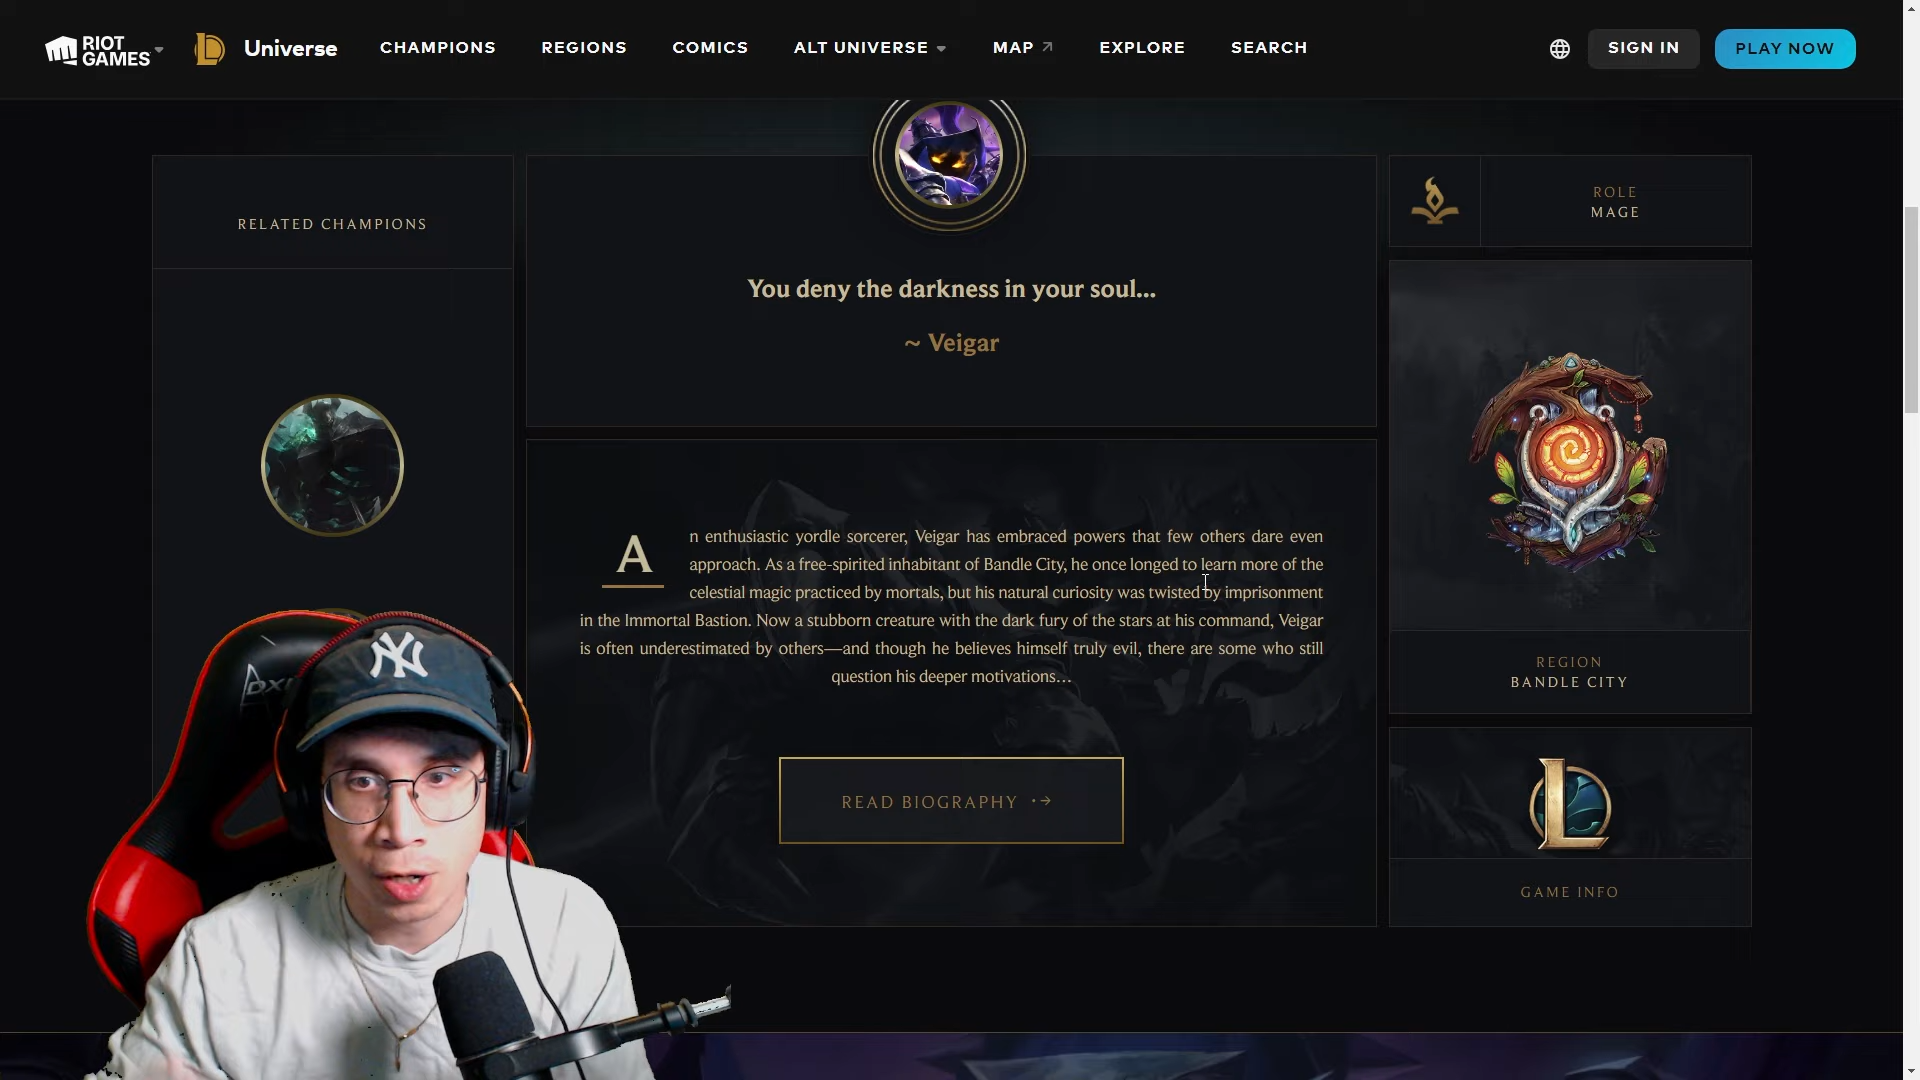 RIOT GAMES
Universe
CHAMPIONS
REGIONS
COMICS
ALT UNIVERSE
MAP
EXPLORE
SEARCH
SIGN IN
PLAY NOW
RELATED CHAMPIONS
You deny the darkness in your soul...
~ Veigar
An enthusiastic yordle sorcerer, Veigar has embraced powers that few others dare even
approach. As a free-spirited inhabitant of Bandle City, he once longed to learn more of the
celestial magic practiced by mortals, but his natural curiosity was twisted by imprisonment
in the Immortal Bastion. Now a stubborn creature with the dark fury of the stars at his command, Veigar
is often underestimated by others—and though he believes himself truly evil, there are some who still
question his deeper motivations…
READ BIOGRAPHY
ROLE
MAGE
REGION
BANDLE CITY
GAME INFO
NY